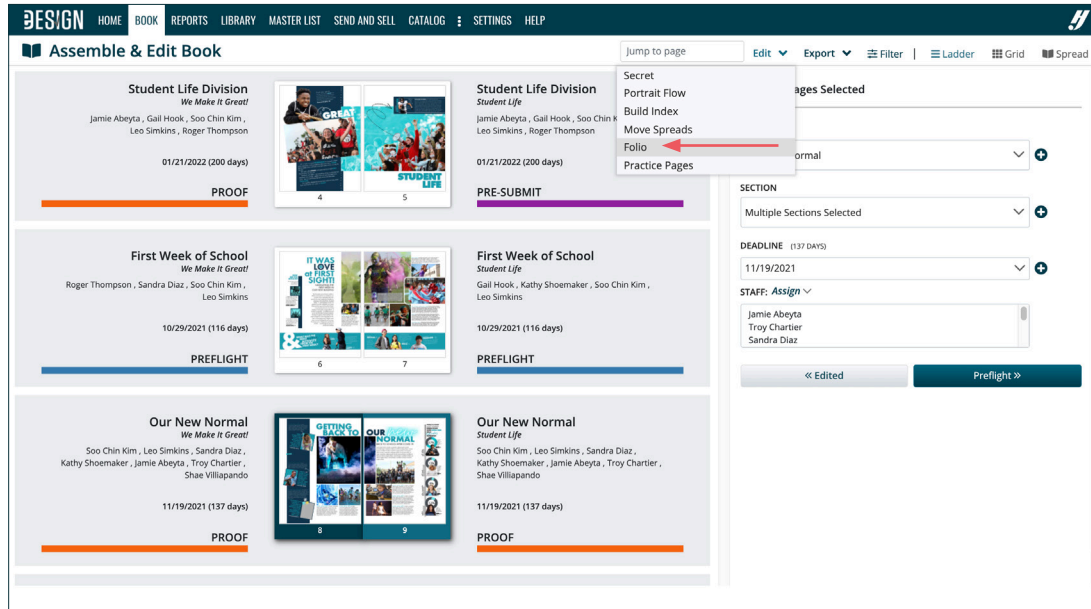 DESIGN HOME BOOK REPORTS LIBRARY MASTER LIST SEND AND SELL CATALOG SETTINGS HELP
Assemble & Edit Book
Jump to page
Edit Export Filter | Ladder Grid Spread
Student Life Division
We Make It Great!
Jamie Abeyta , Gail Hook , Soo Chin Kim ,
Leo Simkins , Roger Thompson
01/21/2022 (200 days)
PROOF
GREAT
STUDENT
LIFE
4 5
Student Life Division
Student Life
Jamie Abeyta , Gail Hook , Soo Chin K
Leo Simkins , Roger Thompson
01/21/2022 (200 days)
PRE-SUBMIT
Secret
Portrait Flow
Build Index
Move Spreads
Folio
Practice Pages
ages Selected
ormal
SECTION
Multiple Sections Selected
DEADLINE (137 DAYS)
11/19/2021
STAFF: Assign
Jamie Abeyta
Troy Chartier
Sandra Diaz
« Edited
Preflight »
First Week of School
We Make It Great!
Roger Thompson , Sandra Diaz , Soo Chin Kim ,
Leo Simkins
10/29/2021 (116 days)
PREFLIGHT
IT WAS
LOVE
at FIRST
SIGHT!
&
6 7
First Week of School
Student Life
Gail Hook , Kathy Shoemaker , Soo Chin Kim ,
Leo Simkins
10/29/2021 (116 days)
PREFLIGHT
Our New Normal
We Make It Great!
Soo Chin Kim , Leo Simkins , Sandra Diaz ,
Kathy Shoemaker , Jamie Abeyta , Troy Chartier ,
Shae Villiapando
11/19/2021 (137 days)
PROOF
GETTING
BACK TO OUR
NORMAL
8 9
Our New Normal
Student Life
Soo Chin Kim , Leo Simkins , Sandra Diaz ,
Kathy Shoemaker , Jamie Abeyta , Troy Chartier ,
Shae Villiapando
11/19/2021 (137 days)
PROOF